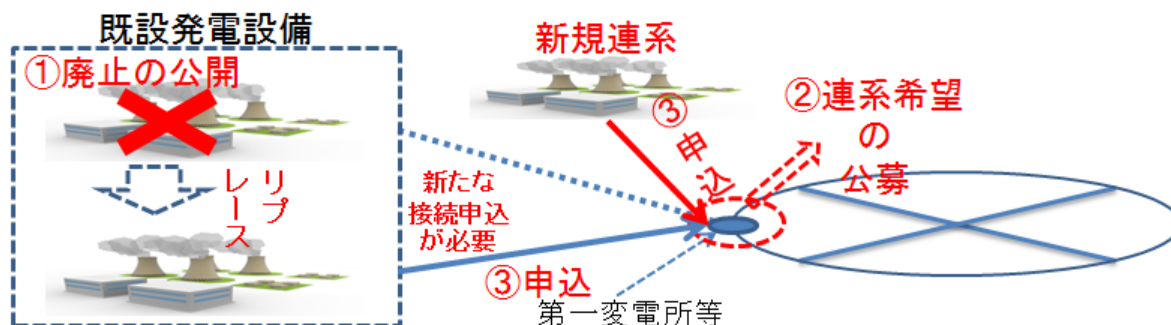 既設発電設備
①廃止の公開
リプ
レース
新規連系
③申込
②連系希望
の
公募
新たな
接続申込
が必要
③申込
第一変電所等